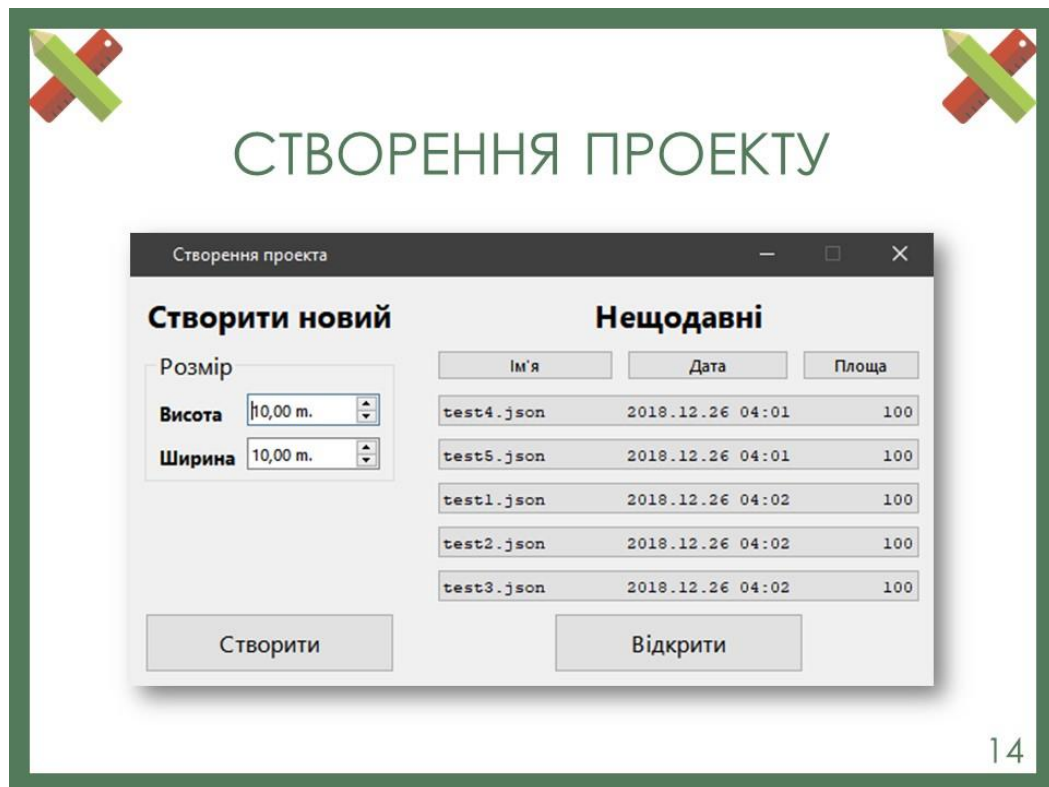 СТВОРЕННЯ ПРОЕКТУ
Створення проекта
Створити новий
Розмір
Висота 10,00 m.
Ширина 10,00 m.
Створити
Нещодавні
Ім'я Дата Площа
test4.json 2018.12.26 04:01 100
test5.json 2018.12.26 04:01 100
test1.json 2018.12.26 04:02 100
test2.json 2018.12.26 04:02 100
test3.json 2018.12.26 04:02 100
Відкрити
14